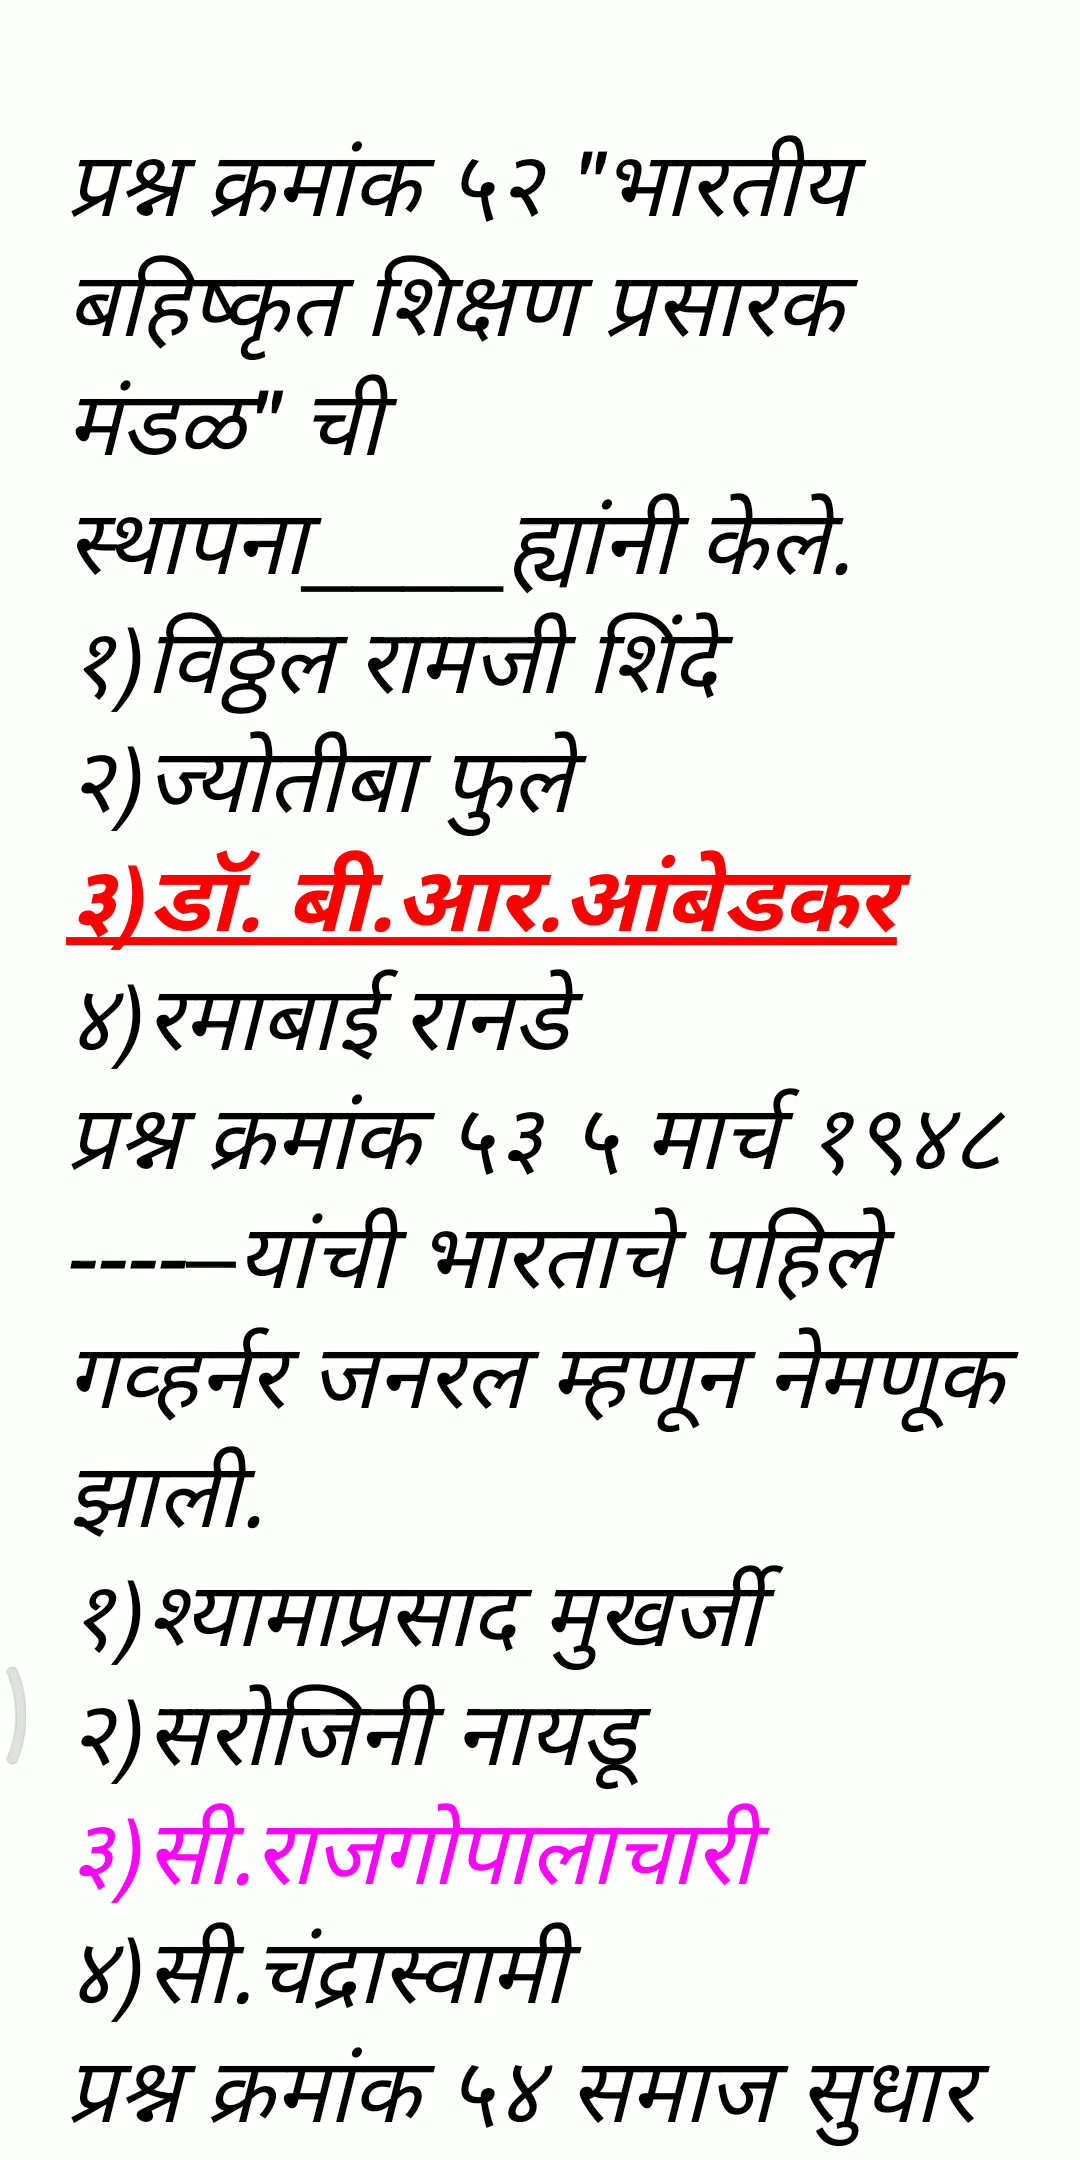 प्रश्न क्रमांक ५२ "भारतीय
बहिष्कृत शिक्षण प्रसारक
मंडळ" ची
स्थापना_____ह्यांनी केले.
१)विठ्ठल रामजी शिंदे
२)ज्योतीबा फुले
३)डॉ. बी.आर.आंबेडकर
४)रमाबाई रानडे
प्रश्न क्रमांक ५३ ५ मार्च १९४८
----–यांची भारताचे पहिले
गव्हर्नर जनरल म्हणून नेमणूक
झाली.
१)श्यामाप्रसाद मुखर्जी
२)सरोजिनी नायडू
३)सी.राजगोपालाचारी
४)सी.चंद्रास्वामी
प्रश्न क्रमांक ५४ समाज सुधार